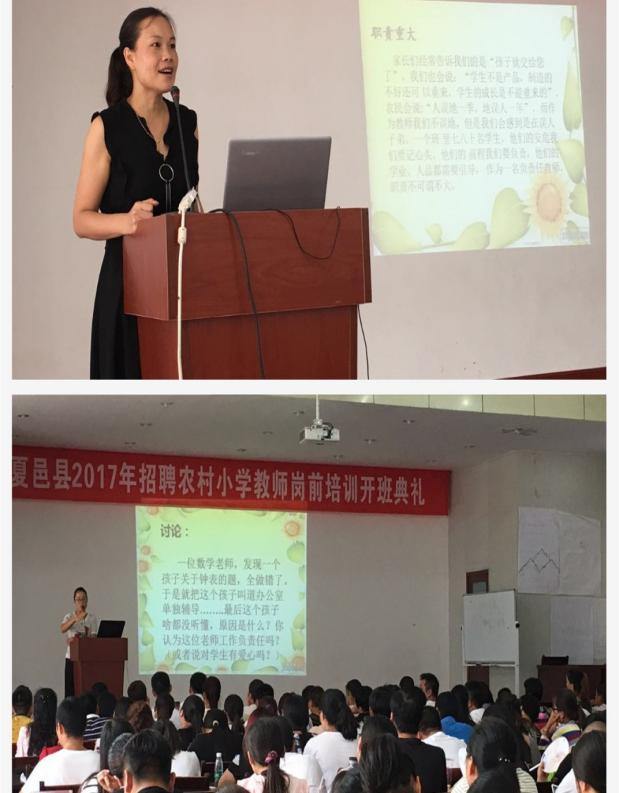 职责重大
家长们经常告诉我们的是“孩子就交给您
了”，我们也会说：“学生不是产品，制造的
不好还可以重来，学生的成长是不能重来的”，
农民会说：“人误地一季，地误人一年”，而作
为教师我们不误地，但是我们会感到是在误人
子弟，一个班里七八十名学生，他们的安危我
们要记心头，他们的前程我们要负责，他们的
学业、人品都需要引导，作为一名负责任教师，
职责不可谓不大。
夏邑县2017年招聘农村小学教师岗前培训开班典礼
讨论：
一位数学老师，发现一个
孩子关于钟表的题，全做错了，
于是就把这个孩子叫道办公室
单独辅导........最后这个孩子
啥都没听懂，原因是什么？你
认为这位老师工作负责任吗？
（或者说对学生有爱心吗？）